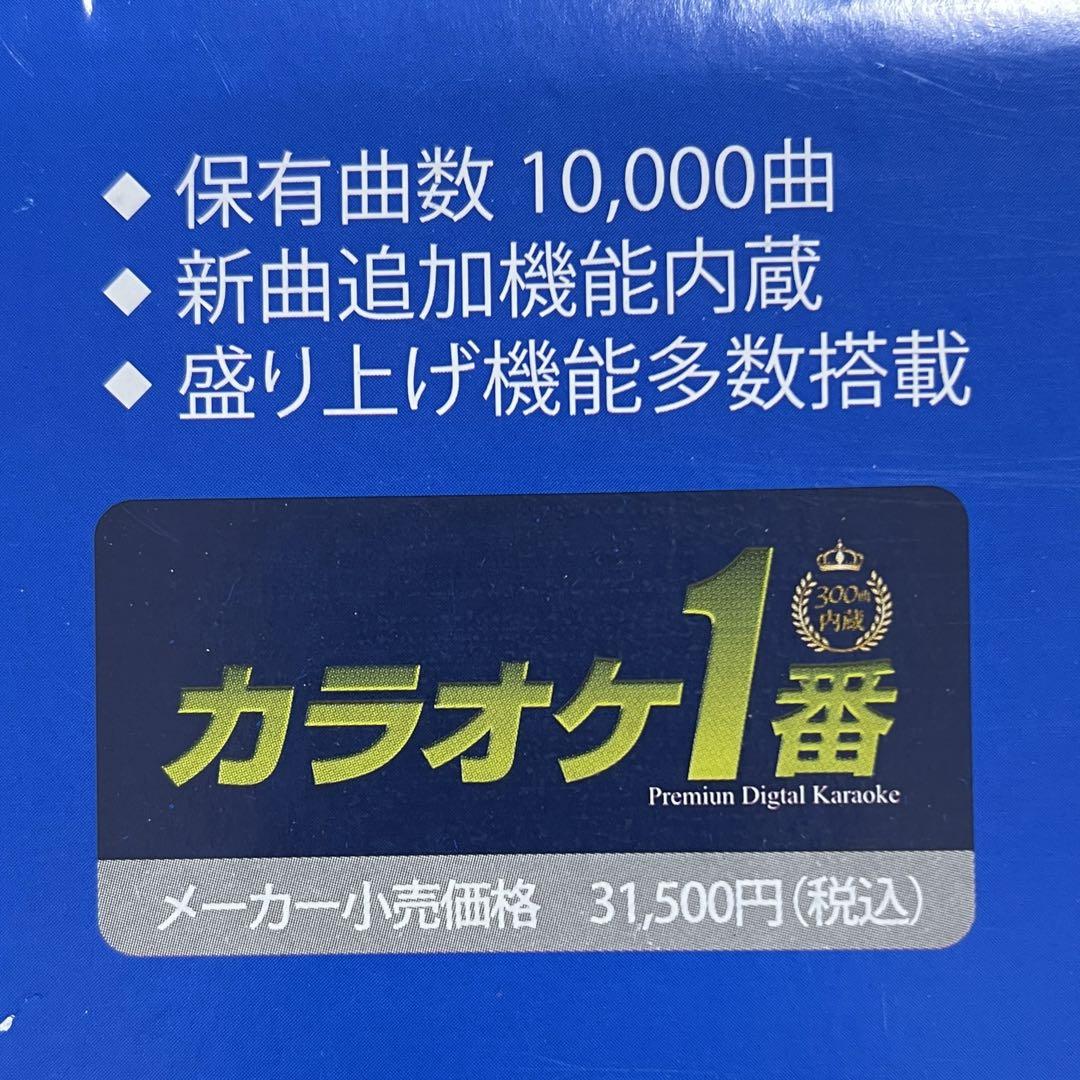 ◆ 保有曲数 10,000曲
◆ 新曲追加機能内蔵
◆ 盛り上げ機能多数搭載
300曲
内蔵
カラオケ1番
Premiun Digtal Karaoke
メーカー小売価格 31,500円(税込)